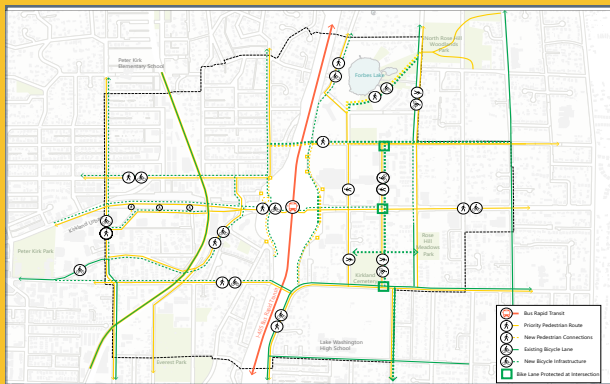 North Rose Hill
Woodlands
Park
Peter Kirk
Elementary School
Forbes Lake
Peter Kirk Park
Rose
Hill
Meadows
Park
Kirkland
Cemetery
Lake Washington
High School
Everest Park
Bus Rapid Transit
Priority Pedestrian Route
New Pedestrian Connections
Existing Bicycle Lane
New Bicycle Infrastructure
Bike Lane Protected at Intersection